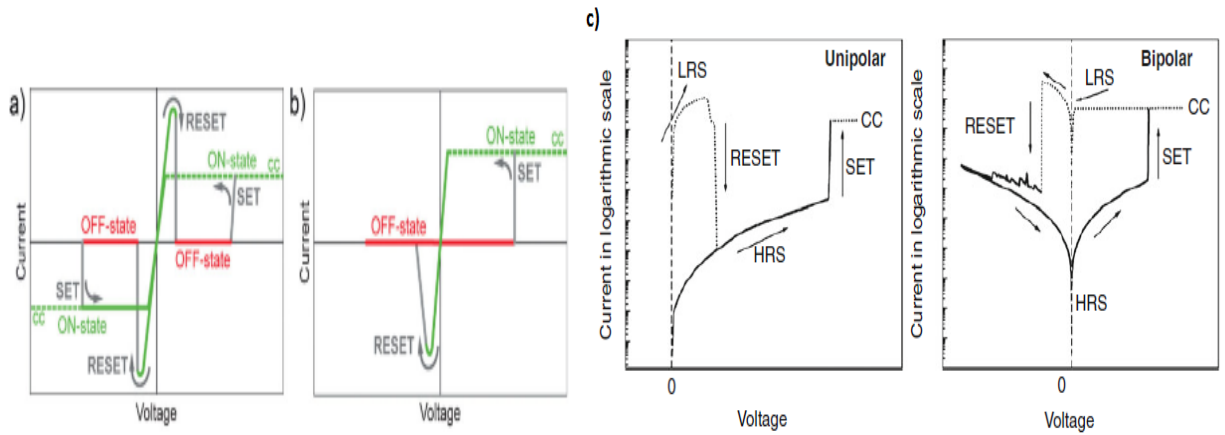 a)
RESET
ON-state
CC
SET
OFF-state
OFF-state
SET
CC
ON-state
RESET
Current
Voltage
b)
ON-state
CC
SET
OFF-state
RESET
Current
Voltage
c)
Unipolar
LRS
CC
RESET
SET
HRS
Current in logarithmic scale
0
Voltage
Bipolar
LRS
CC
RESET
SET
HRS
Current in logarithmic scale
0
Voltage